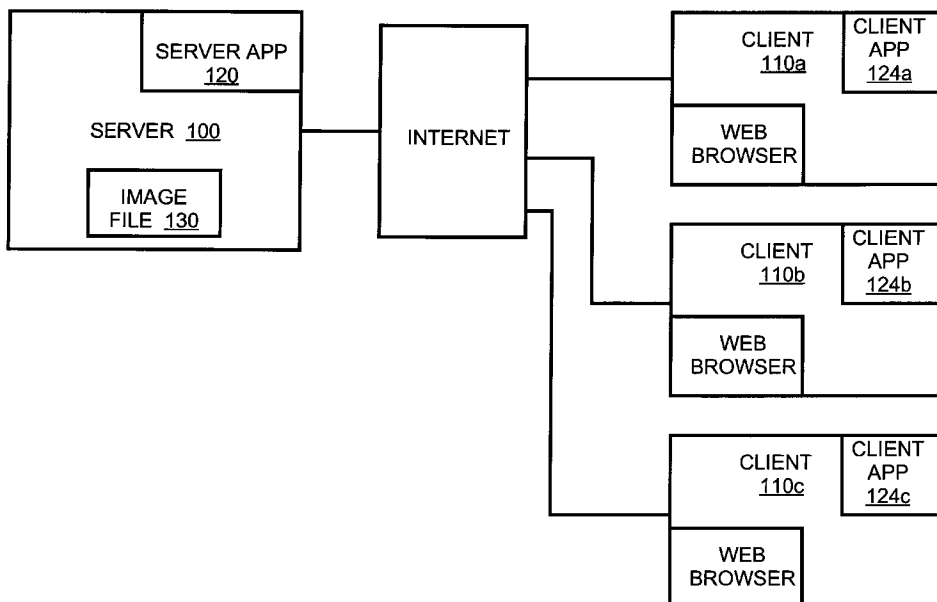 SERVER APP
120
SERVER 100
IMAGE
FILE 130
INTERNET
CLIENT
110a
CLIENT
APP
124a
WEB
BROWSER
CLIENT
110b
CLIENT
APP
124b
WEB
BROWSER
CLIENT
110c
CLIENT
APP
124c
WEB
BROWSER